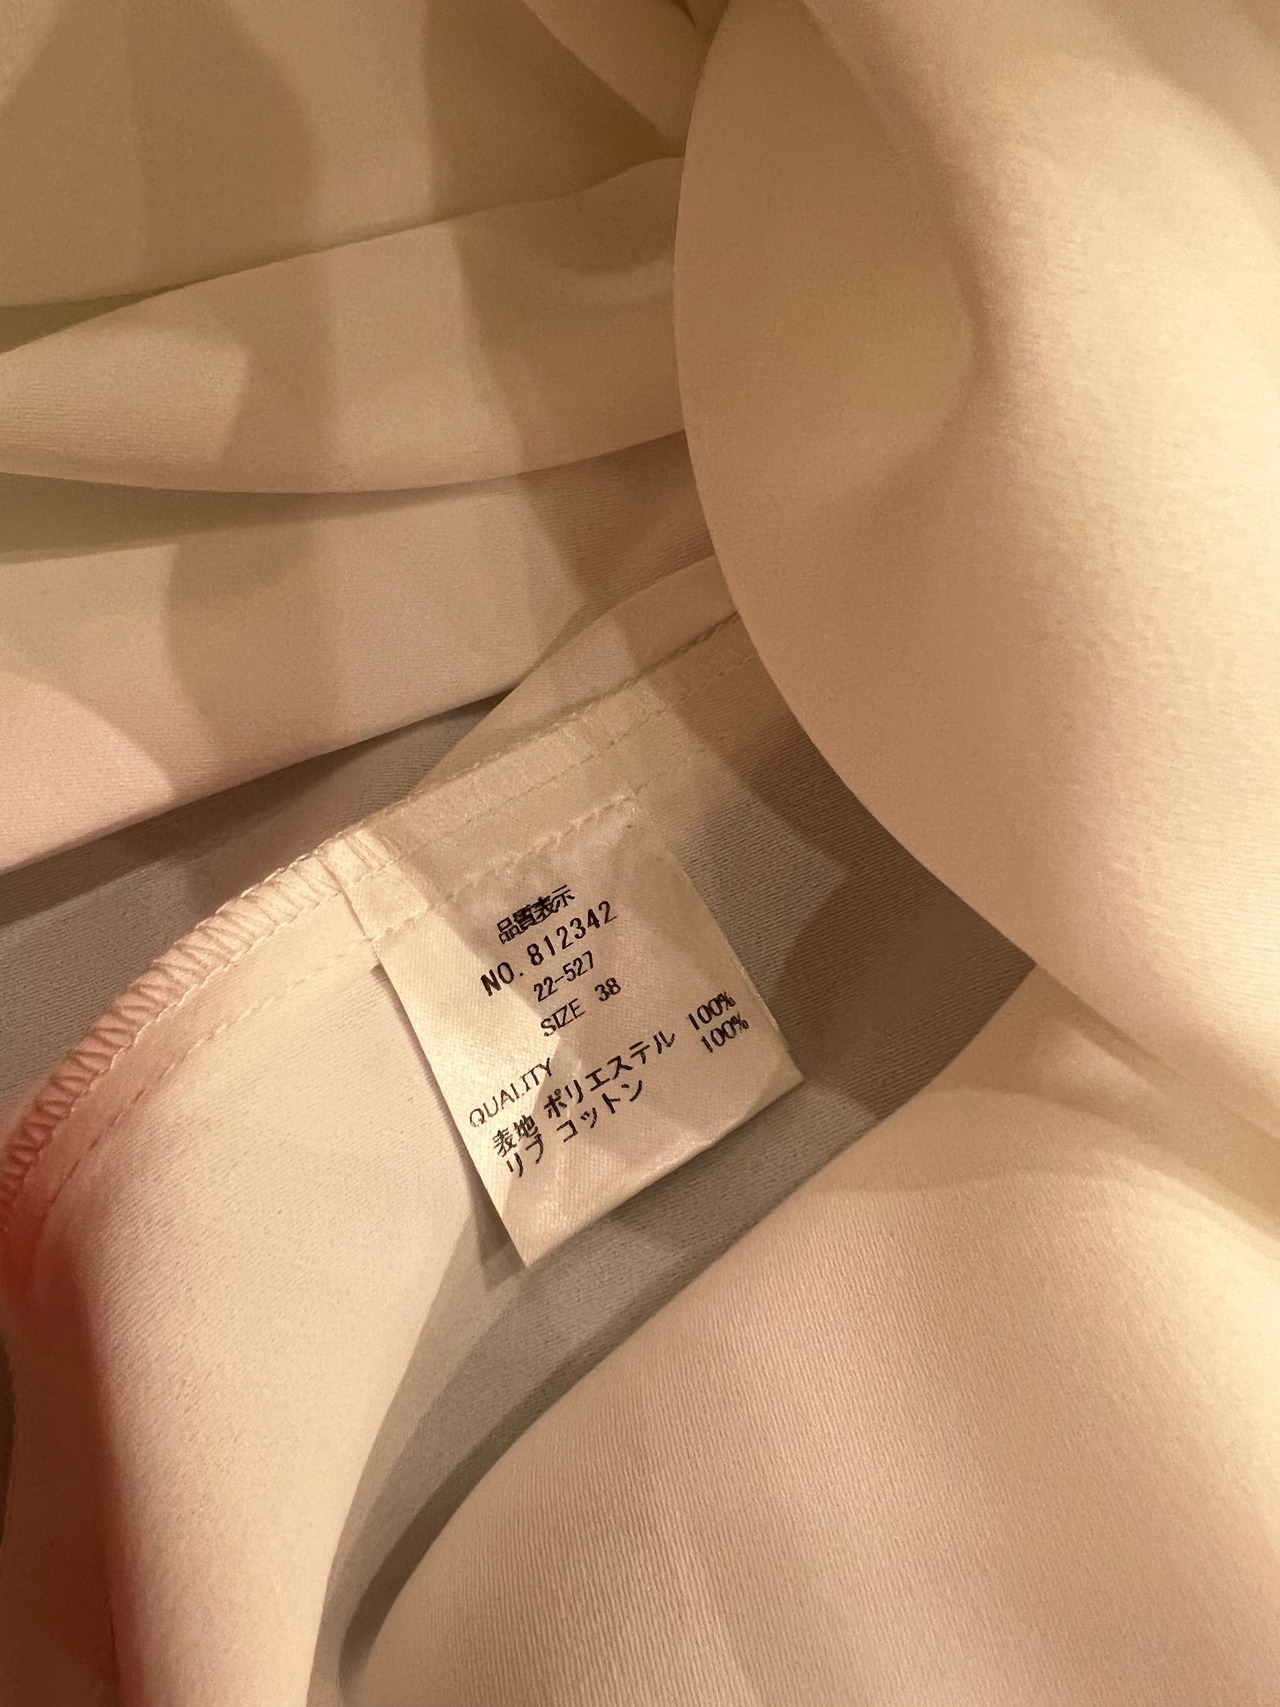 品質表示
NO. 812342
22-527
SIZE 38
QUALITY
表地 ポリエステル 100%
リブ コットン 100%